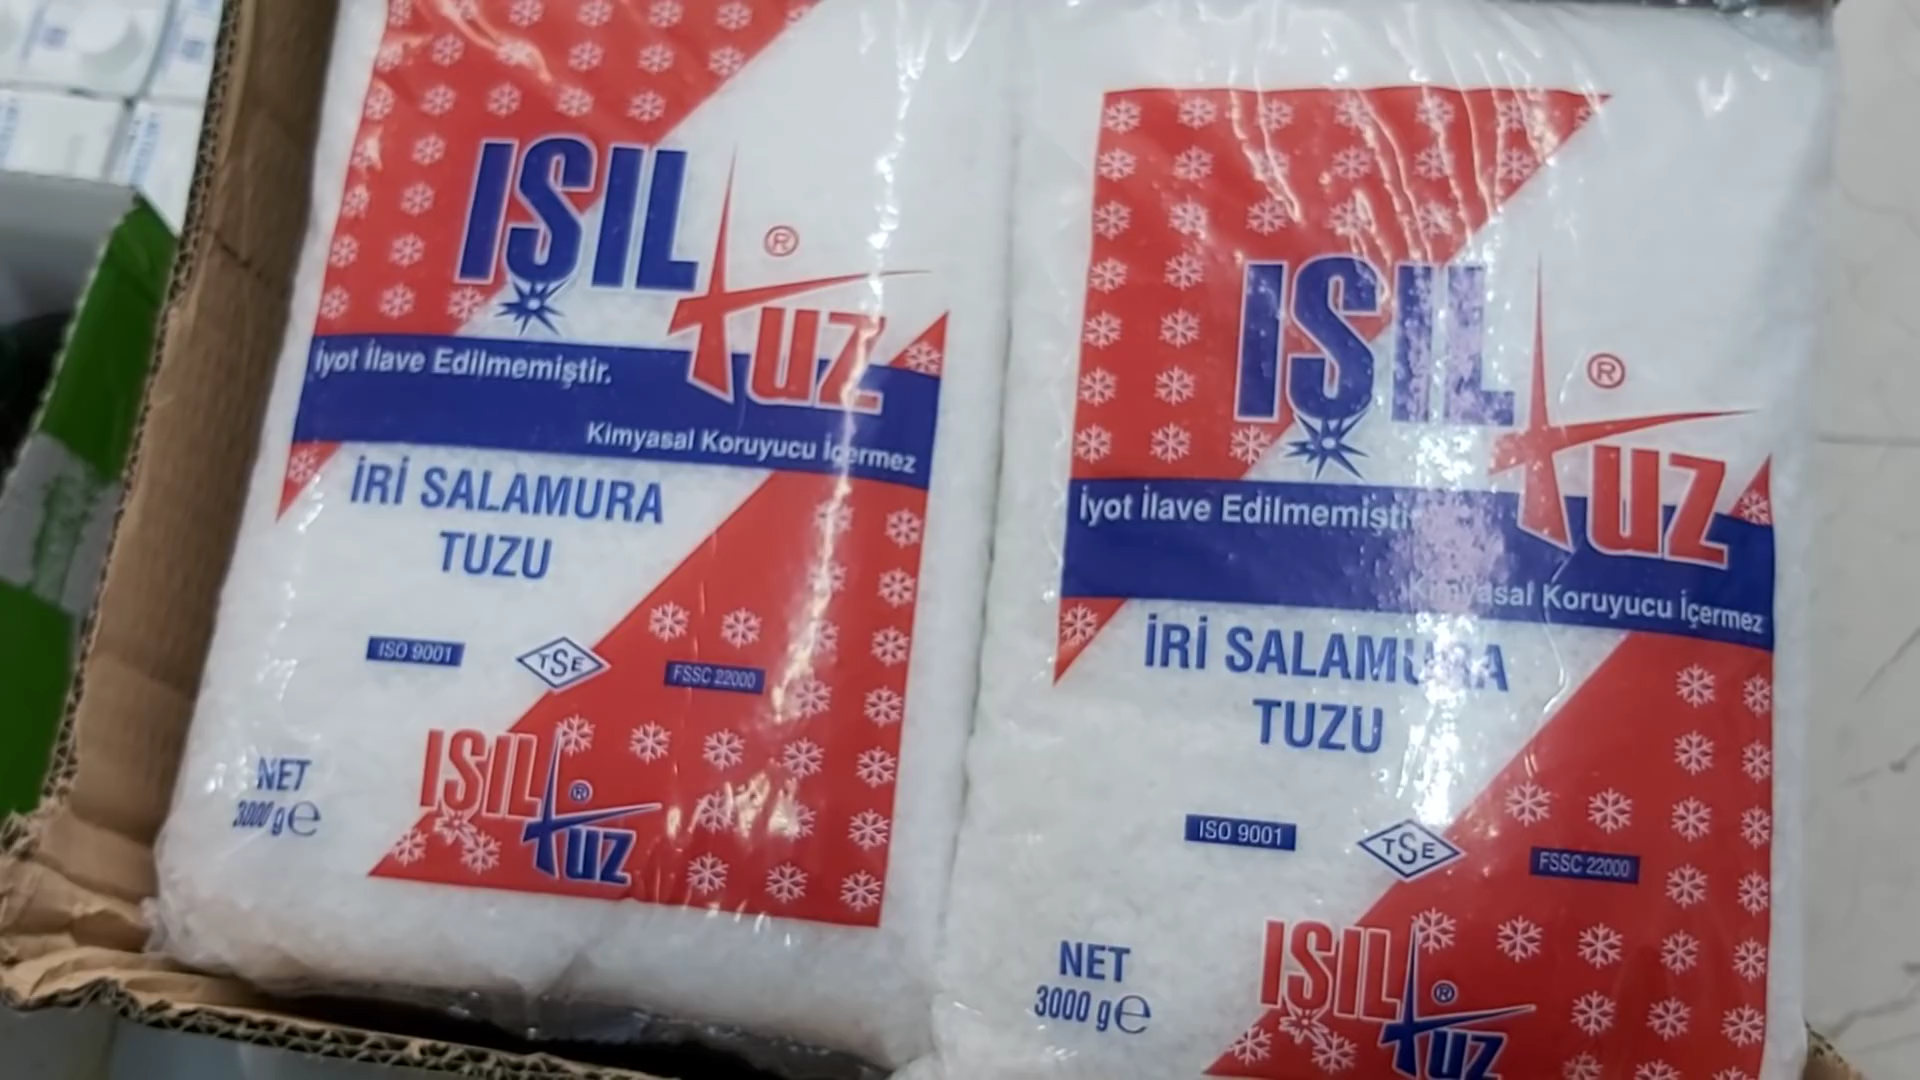 IŞIL
tuz
®
İyot İlave Edilmemiştir.
Kimyasal Koruyucu İçermez
İRİ SALAMURA
TUZU
ISO 9001
TSE
FSSC 22000
NET
3000 g ℮
IŞIL
tuz
®
IŞIL
tuz
®
İyot İlave Edilmemiştir
Kimyasal Koruyucu İçermez
İRİ SALAMURA
TUZU
ISO 9001
TSE
FSSC 22000
NET
3000 g ℮
IŞIL
tuz
®